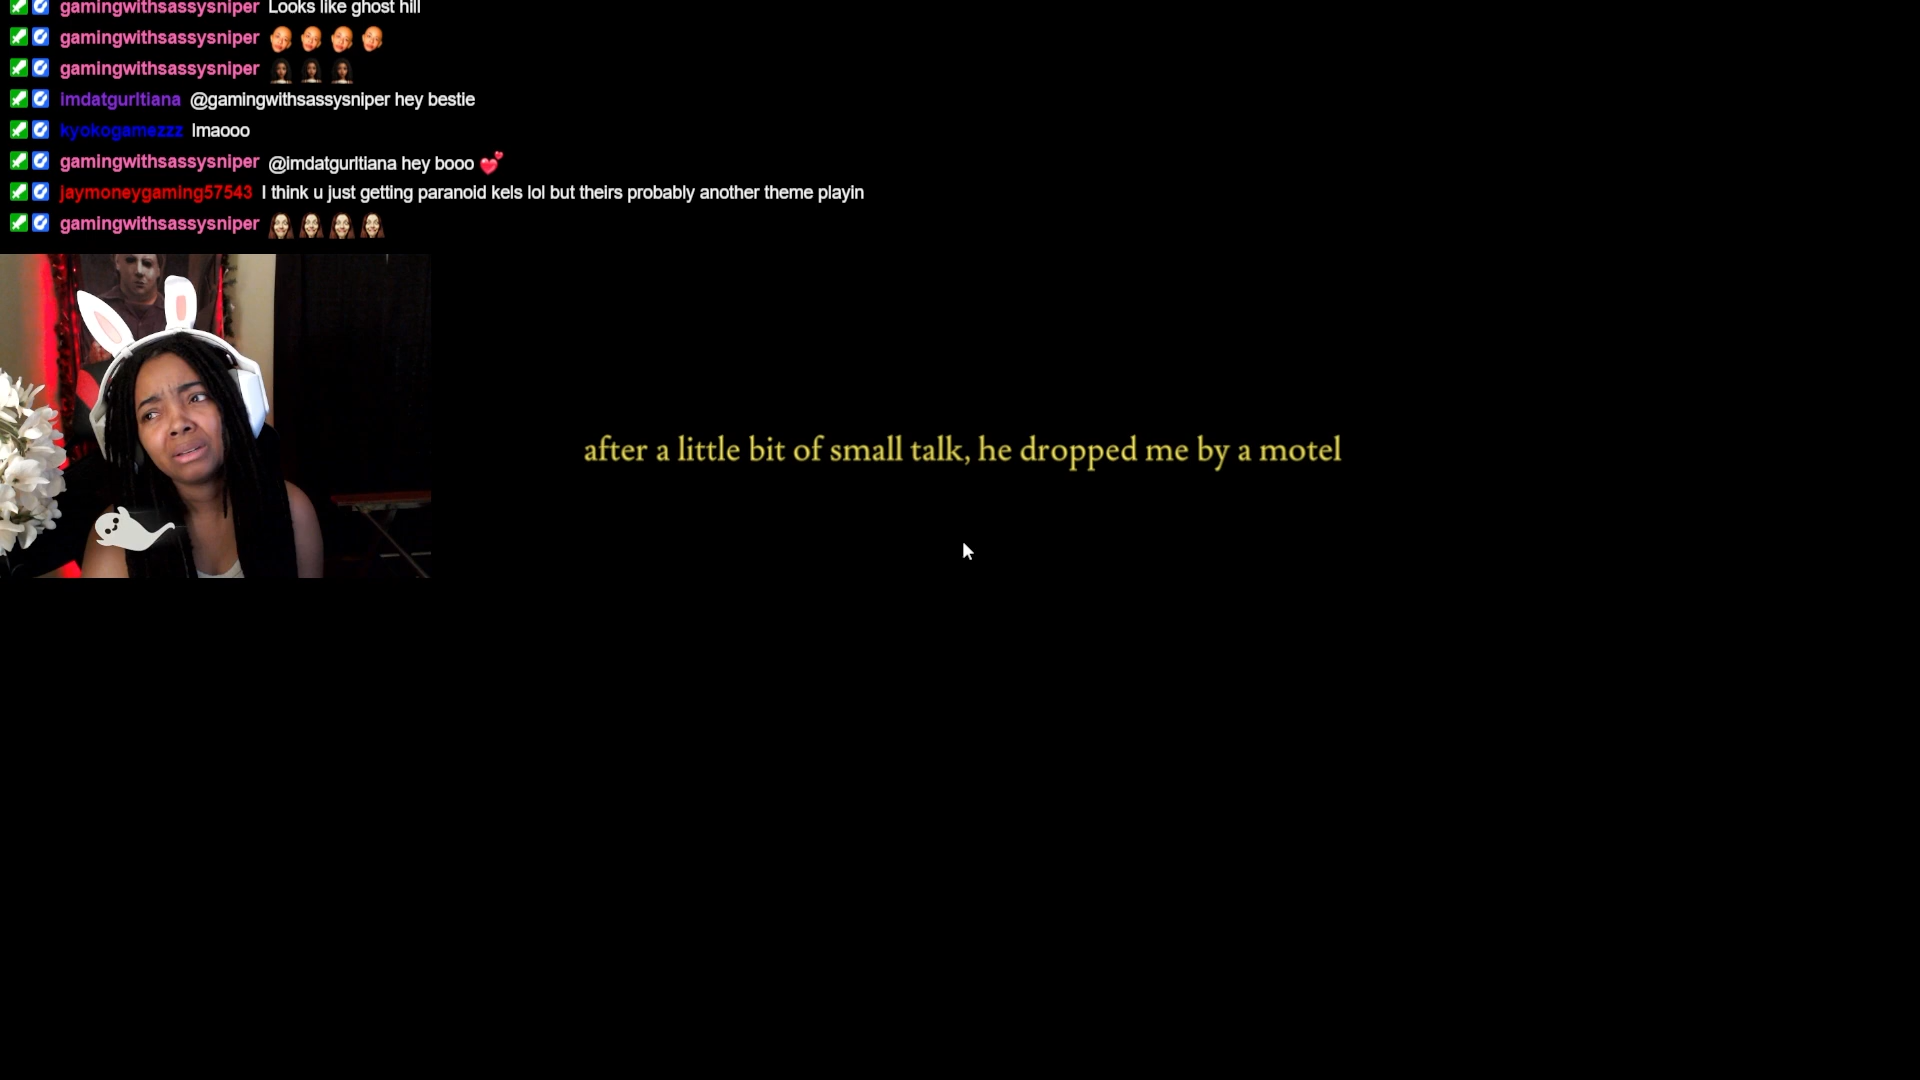 gamingwithsassysniper Looks like ghost hill
gamingwithsassysniper
gamingwithsassysniper
imdatgurltiana @gamingwithsassysniper hey bestie
kyokogamezzz lmaooo
gamingwithsassysniper @imdatgurltiana hey booo 💕
jaymoneygaming57543 I think u just getting paranoid kels lol but theirs probably another theme playin
gamingwithsassysniper
after a little bit of small talk, he dropped me by a motel